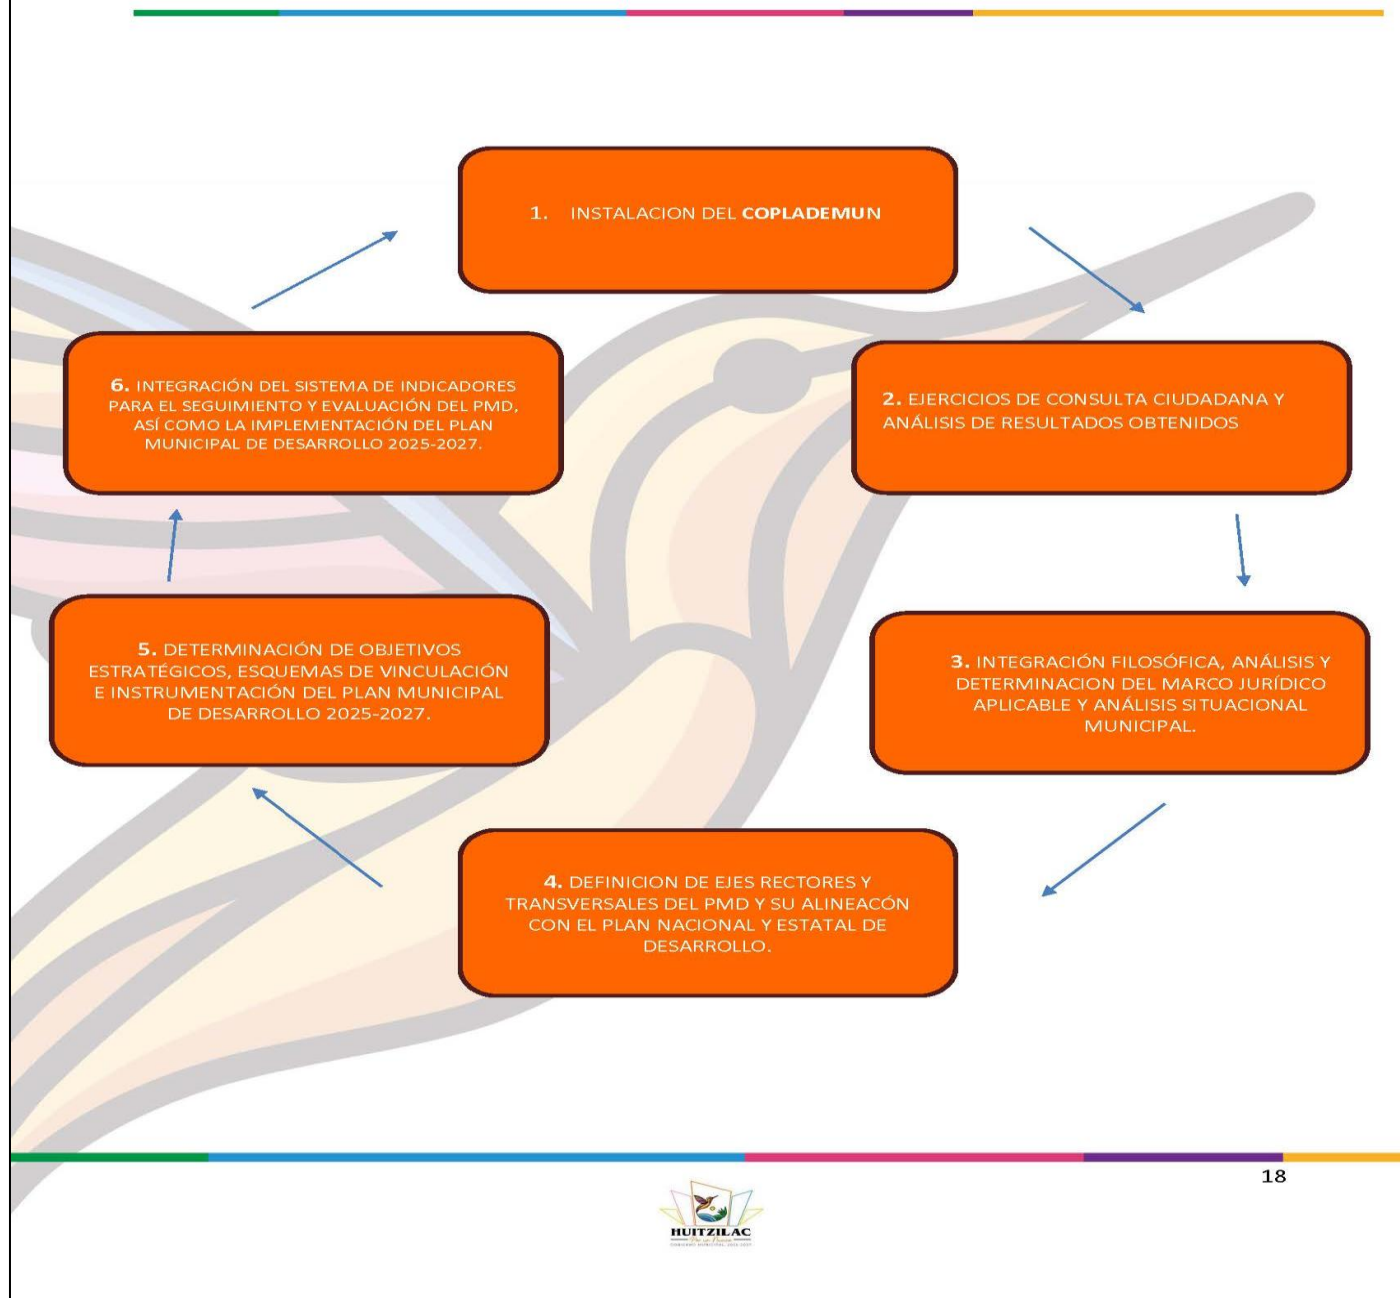 1. INSTALACION DEL COPLADEMUN
2. EJERCICIOS DE CONSULTA CIUDADANA Y
ANÁLISIS DE RESULTADOS OBTENIDOS
3. INTEGRACIÓN FILOSÓFICA, ANÁLISIS Y
DETERMINACION DEL MARCO JURÍDICO
APLICABLE Y ANÁLISIS SITUACIONAL
MUNICIPAL.
4. DEFINICION DE EJES RECTORES Y
TRANSVERSALES DEL PMD Y SU ALINEACÓN
CON EL PLAN NACIONAL Y ESTATAL DE
DESARROLLO.
5. DETERMINACIÓN DE OBJETIVOS
ESTRATÉGICOS, ESQUEMAS DE VINCULACIÓN
E INSTRUMENTACIÓN DEL PLAN MUNICIPAL
DE DESARROLLO 2025-2027.
6. INTEGRACIÓN DEL SISTEMA DE INDICADORES
PARA EL SEGUIMIENTO Y EVALUACIÓN DEL PMD,
ASÍ COMO LA IMPLEMENTACIÓN DEL PLAN
MUNICIPAL DE DESARROLLO 2025-2027.
18
HUITZILAC